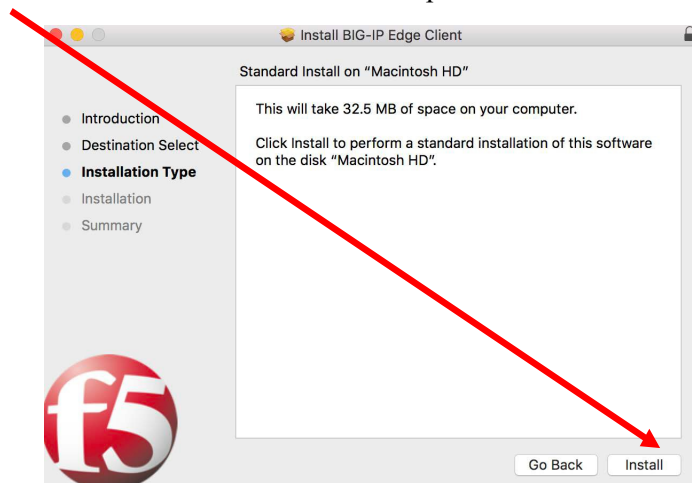 Install BIG-IP Edge Client
Standard Install on “Macintosh HD”
Introduction
Destination Select
Installation Type
Installation
Summary
This will take 32.5 MB of space on your computer.
Click Install to perform a standard installation of this software
on the disk “Macintosh HD”.
f5
Go Back
Install